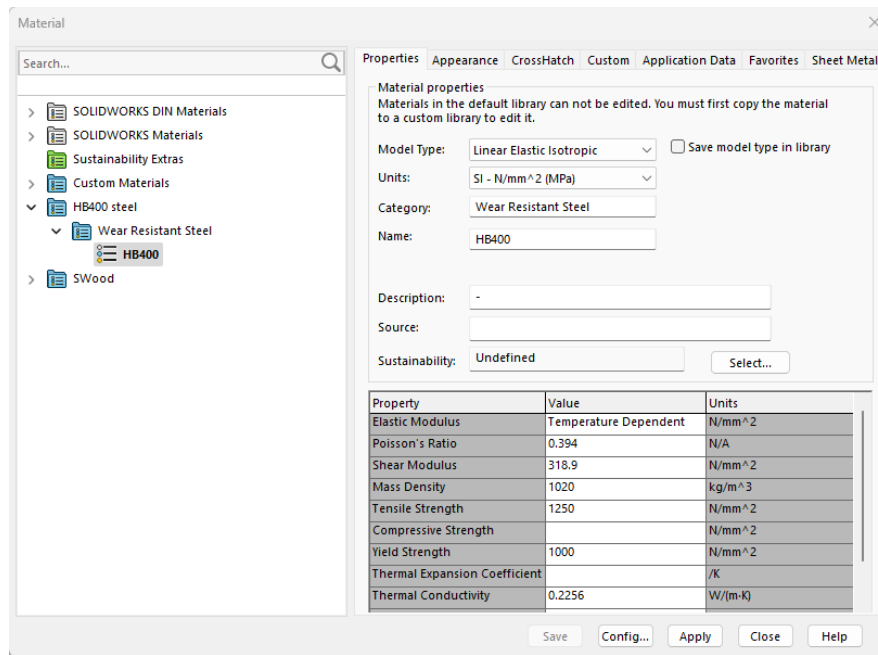 Material
Search...
SOLIDWORKS DIN Materials
SOLIDWORKS Materials
Sustainability Extras
Custom Materials
HB400 steel
Wear Resistant Steel
HB400
SWood
Properties Appearance CrossHatch Custom Application Data Favorites Sheet Metal
Material properties
Materials in the default library can not be edited. You must first copy the material
to a custom library to edit it.
Model Type: Linear Elastic Isotropic Save model type in library
Units: SI - N/mm^2 (MPa)
Category: Wear Resistant Steel
Name: HB400
Description: -
Source:
Sustainability: Undefined Select...
Property Value Units
Elastic Modulus Temperature Dependent N/mm^2
Poisson's Ratio 0.394 N/A
Shear Modulus 318.9 N/mm^2
Mass Density 1020 kg/m^3
Tensile Strength 1250 N/mm^2
Compressive Strength N/mm^2
Yield Strength 1000 N/mm^2
Thermal Expansion Coefficient /K
Thermal Conductivity 0.2256 W/(m·K)
Save Config... Apply Close Help